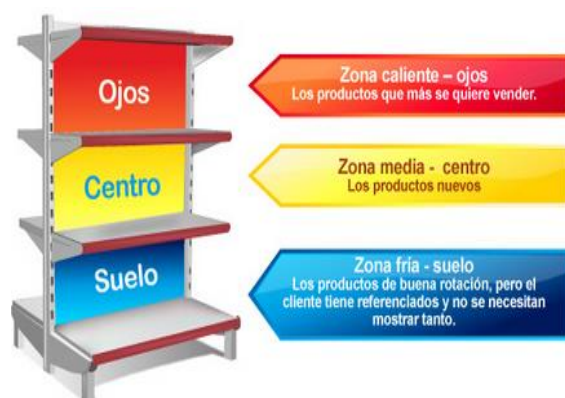 Ojos
Centro
Suelo
Zona caliente – ojos
Los productos que más se quiere vender.
Zona media - centro
Los productos nuevos
Zona fría - suelo
Los productos de buena rotación, pero el
cliente tiene referenciados y no se necesitan
mostrar tanto.